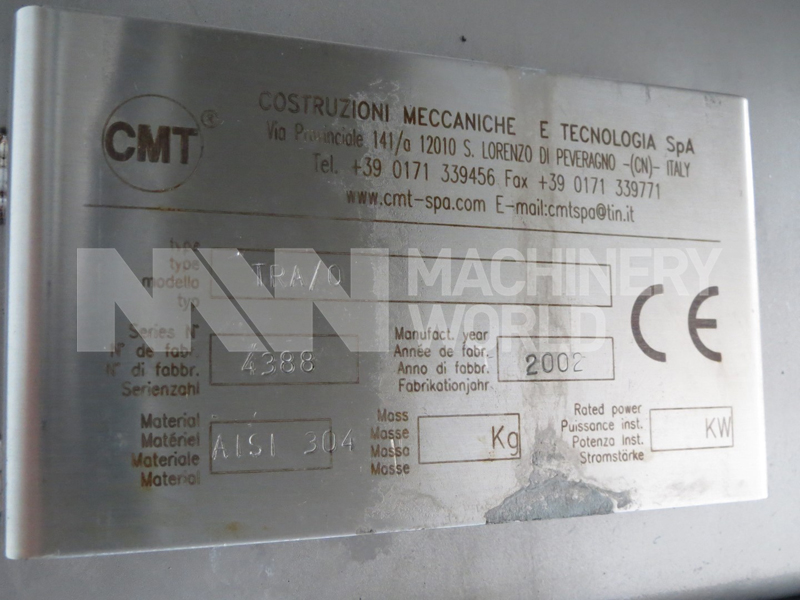 CMT®
COSTRUZIONI MECCANICHE E TECNOLOGIA SpA
Via Provinciale 141/a 12010 S. LORENZO DI PEVERAGNO -(CN)- ITALY
Tel. +39 0171 339456 Fax +39 0171 339771
www.cmt-spa.com E-mail:cmtspa@tin.it
type
type
modello
typ
TRA/O
MW MACHINERY
WORLD
CE
Series N°
N° de fabr.
N° di fabbr.
Serienzahl
4388
Manufact. year
Année de fabr.
Anno di fabbr.
Fabrikationjahr.
2002
Material
Matériel
Materiale
Material
AISI 304
Mass
Masse
Massa
Masse
Kg
Rated power
Puissance inst.
Potenza inst.
Stromstärke
KW